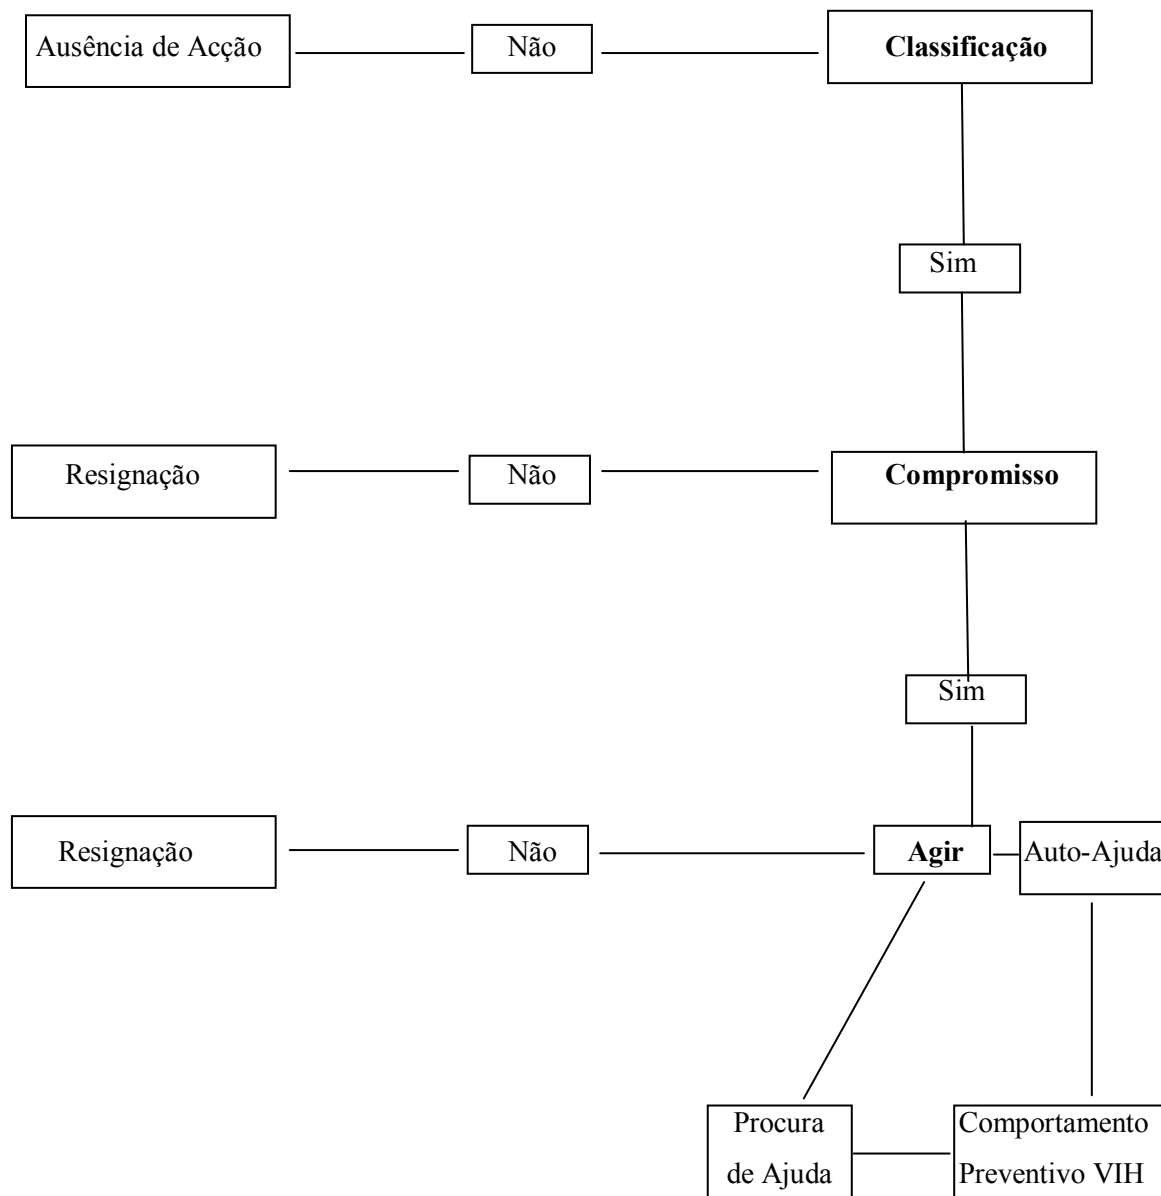 Ausência de Acção
Não
Classificação
Sim
Resignação
Não
Compromisso
Sim
Resignação
Não
Agir
Auto-Ajuda
Procura
de Ajuda
Comportamento
Preventivo VIH